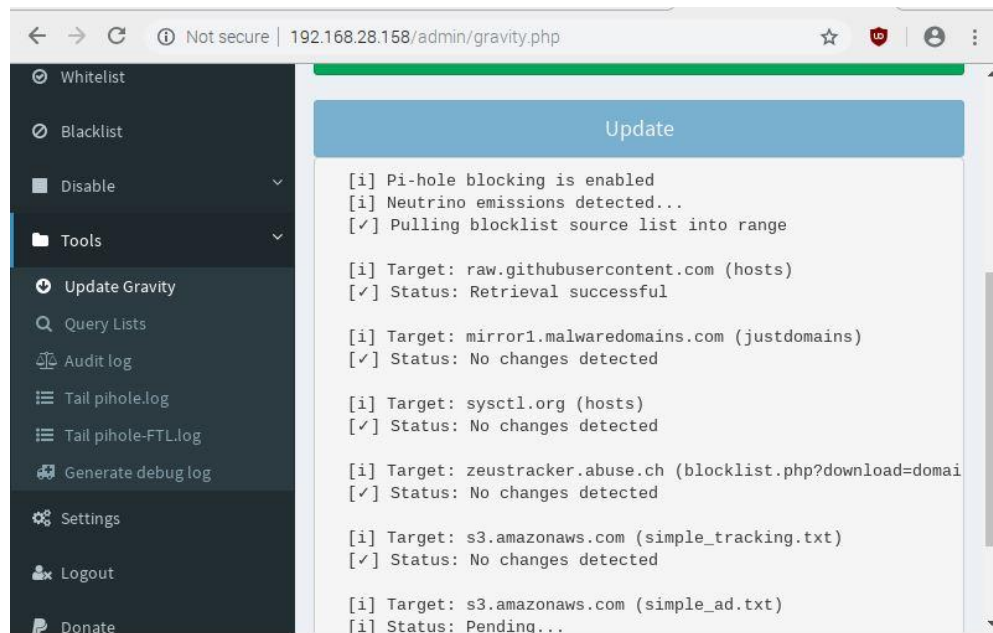 Not secure | 192.168.28.158/admin/gravity.php
Whitelist
Blacklist
Disable
Tools
Update Gravity
Query Lists
Audit log
Tail pihole.log
Tail pihole-FTL.log
Generate debug log
Settings
Logout
Donate
Update
[i] Pi-hole blocking is enabled
[i] Neutrino emissions detected...
[✓] Pulling blocklist source list into range
[i] Target: raw.githubusercontent.com (hosts)
[✓] Status: Retrieval successful
[i] Target: mirror1.malwaredomains.com (justdomains)
[✓] Status: No changes detected
[i] Target: sysctl.org (hosts)
[✓] Status: No changes detected
[i] Target: zeustracker.abuse.ch (blocklist.php?download=domai
[✓] Status: No changes detected
[i] Target: s3.amazonaws.com (simple_tracking.txt)
[✓] Status: No changes detected
[i] Target: s3.amazonaws.com (simple_ad.txt)
[i] Status: Pending...